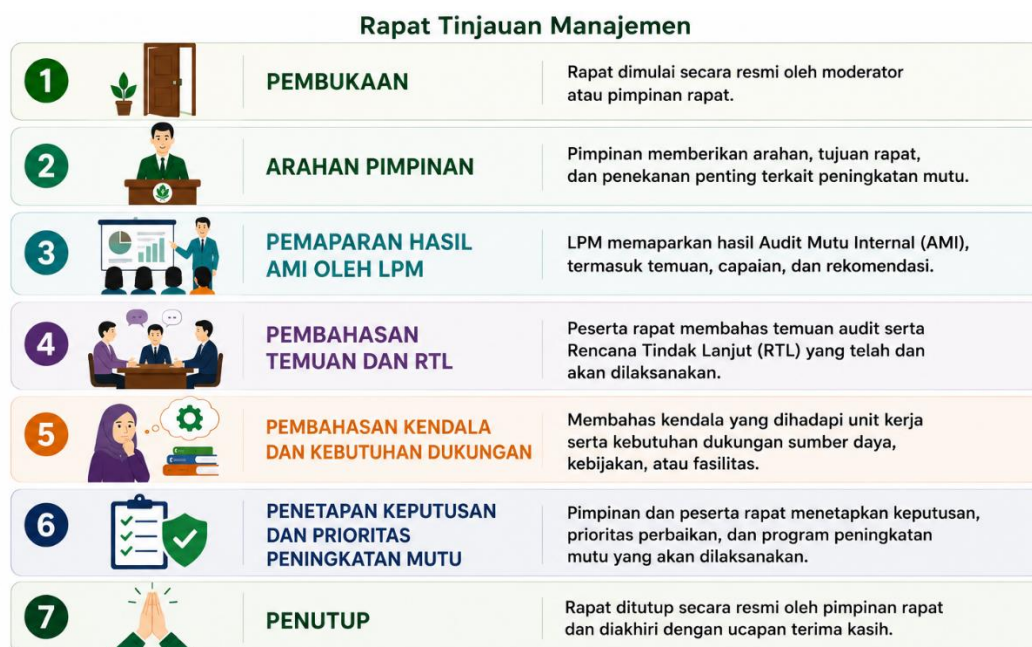 Rapat Tinjauan Manajemen
1
PEMBUKAAN
Rapat dimulai secara resmi oleh moderator
atau pimpinan rapat.
2
ARAHAN PIMPINAN
Pimpinan memberikan arahan, tujuan rapat,
dan penekanan penting terkait peningkatan mutu.
3
PEMAPARAN HASIL
AMI OLEH LPM
LPM memaparkan hasil Audit Mutu Internal (AMI),
termasuk temuan, capaian, dan rekomendasi.
4
PEMBAHASAN
TEMUAN DAN RTL
Peserta rapat membahas temuan audit serta
Rencana Tindak Lanjut (RTL) yang telah dan
akan dilaksanakan.
5
PEMBAHASAN KENDALA
DAN KEBUTUHAN DUKUNGAN
Membahas kendala yang dihadapi unit kerja
serta kebutuhan dukungan sumber daya,
kebijakan, atau fasilitas.
6
PENETAPAN KEPUTUSAN
DAN PRIORITAS
PENINGKATAN MUTU
Pimpinan dan peserta rapat menetapkan keputusan,
prioritas perbaikan, dan program peningkatan
mutu yang akan dilaksanakan.
7
PENUTUP
Rapat ditutup secara resmi oleh pimpinan rapat
dan diakhiri dengan ucapan terima kasih.